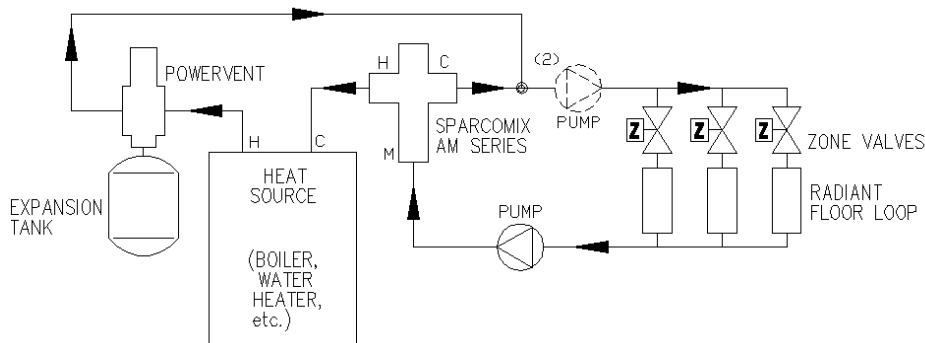 POWERVENT
H
C
EXPANSION
TANK
HEAT
SOURCE
(BOILER,
WATER
HEATER,
etc.)
H
C
M
SPARCOMIX
AM SERIES
(2)
PUMP
PUMP
Z
Z
Z
ZONE VALVES
RADIANT
FLOOR LOOP